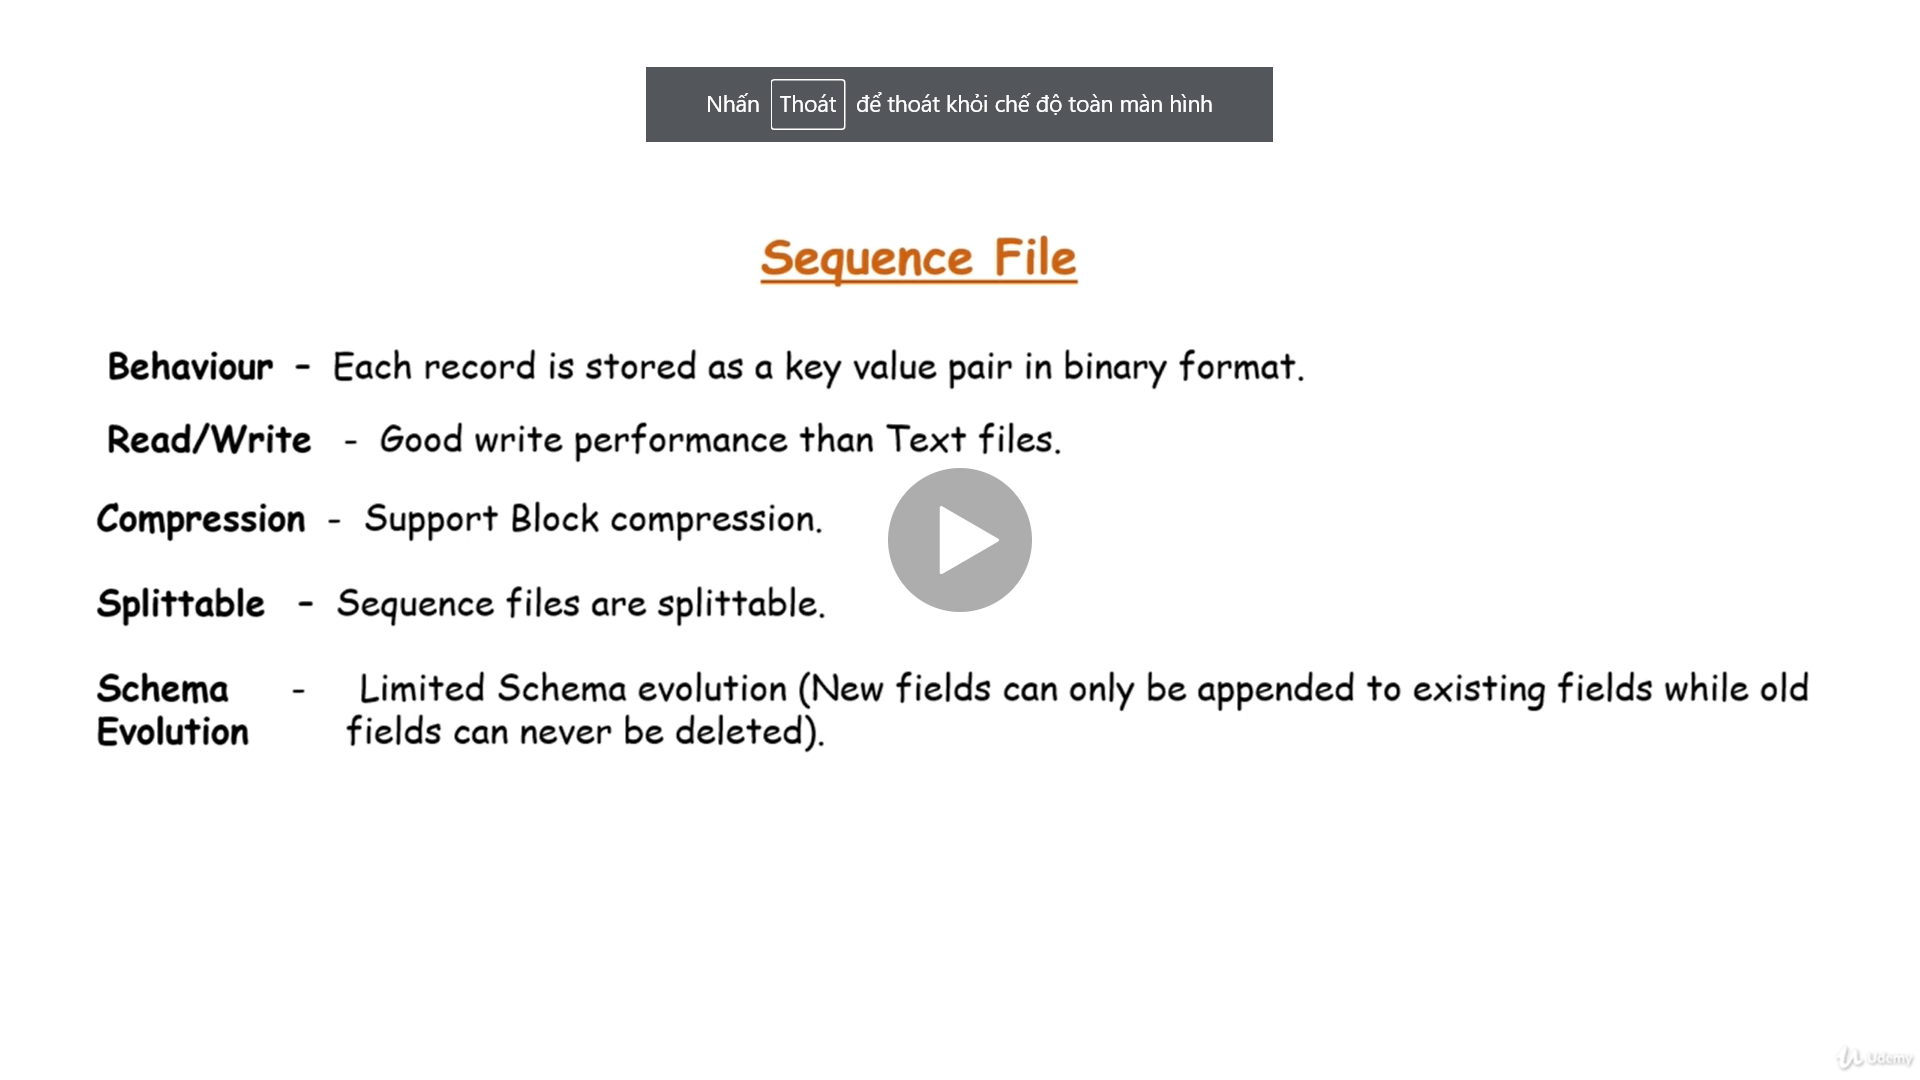 Nhấn Thoát để thoát khỏi chế độ toàn màn hình
Sequence File
Behaviour - Each record is stored as a key value pair in binary format.
Read/Write - Good write performance than Text files.
Compression - Support Block compression.
Splittable - Sequence files are splittable.
Schema - Limited Schema evolution (New fields can only be appended to existing fields while old
Evolution fields can never be deleted).
Udemy